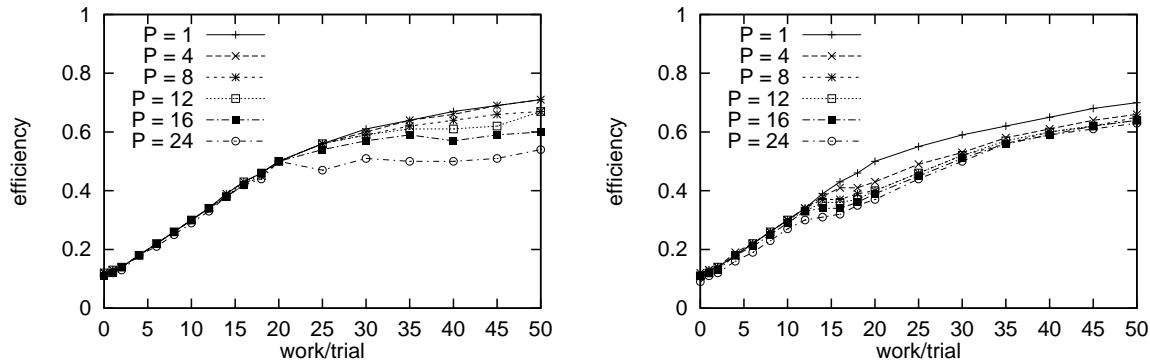 1
0.8
0.6
0.4
0.2
0
efficiency
P = 1
P = 4
P = 8
P = 12
P = 16
P = 24
0 5 10 15 20 25 30 35 40 45 50
work/trial
1
0.8
0.6
0.4
0.2
0
efficiency
P = 1
P = 4
P = 8
P = 12
P = 16
P = 24
0 5 10 15 20 25 30 35 40 45 50
work/trial